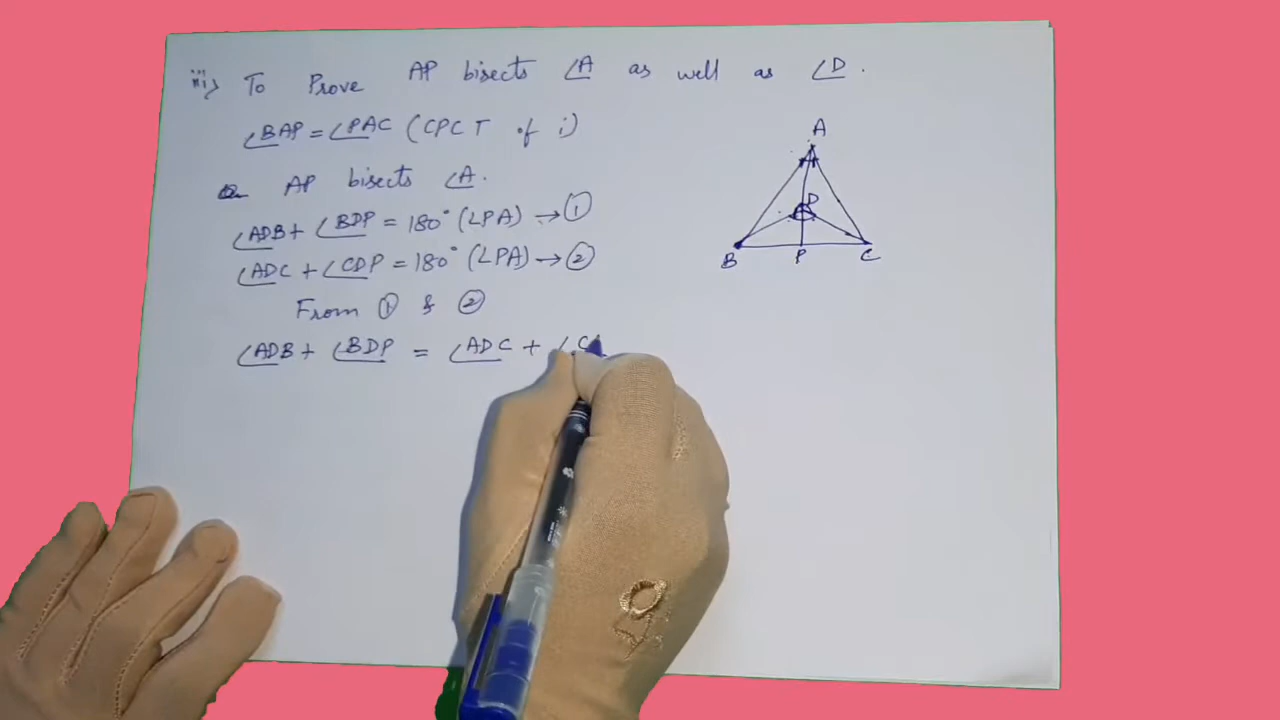 iii) To Prove AP bisects ∠A as well as ∠D.
∠BAP = ∠PAC (CPCT of i)
AP bisects ∠A.
∠ADB + ∠BDP = 180° (LPA) → ①
∠ADC + ∠CDP = 180° (LPA) → ②
From ① & ②
∠ADB + ∠BDP = ∠ADC + ∠C
A
D
B P C